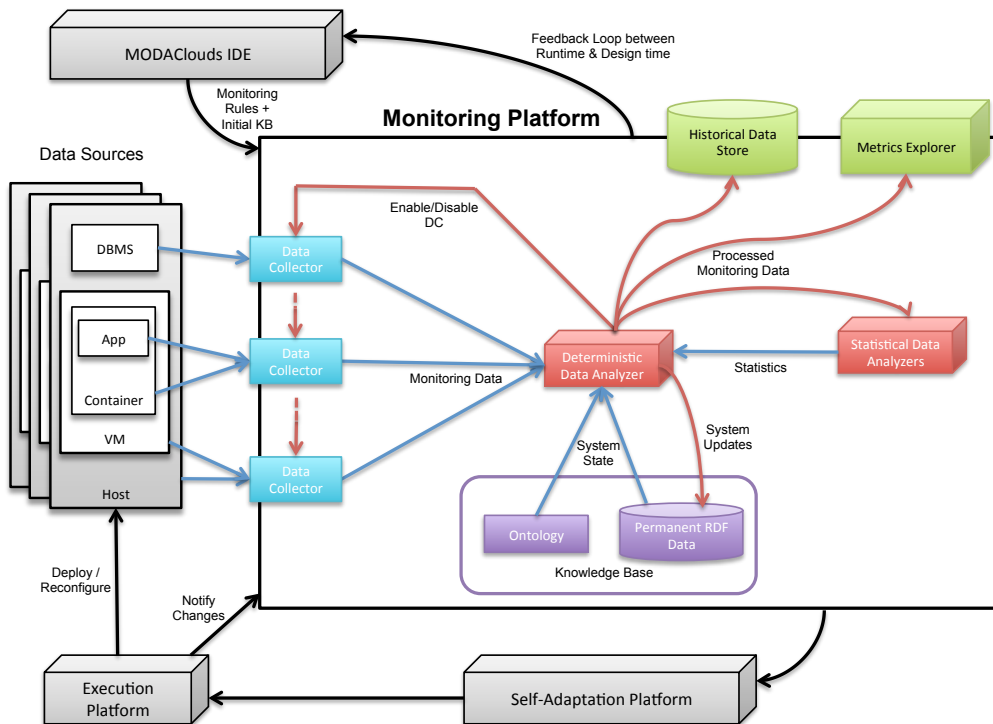 MODAClouds IDE
Feedback Loop between
Runtime & Design time
Monitoring
Rules +
Initial KB
Monitoring Platform
Historical Data
Store
Metrics Explorer
Data Sources
Enable/Disable
DC
DBMS
Data
Collector
Processed
Monitoring Data
App
Container
VM
Host
Data
Collector
Monitoring Data
Deterministic
Data Analyzer
Statistics
Statistical Data
Analyzers
Data
Collector
System
State
System
Updates
Ontology
Permanent RDF
Data
Knowledge Base
Deploy /
Reconfigure
Notify
Changes
Execution
Platform
Self-Adaptation Platform